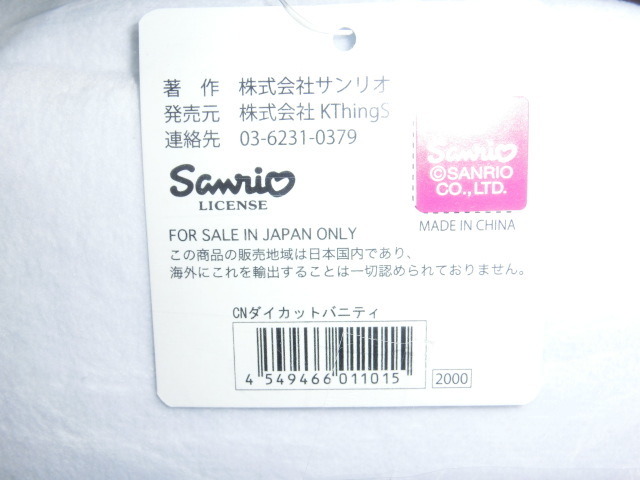 著 作 株式会社サンリオ
発売元 株式会社 KThingS
連絡先 03-6231-0379
Sanrio
LICENSE
Sanrio
©SANRIO
CO., LTD.
MADE IN CHINA
FOR SALE IN JAPAN ONLY
この商品の販売地域は日本国内であり、
海外にこれを輸出することは一切認められておりません。
CNダイカットバニティ
4 549466 011015
2000